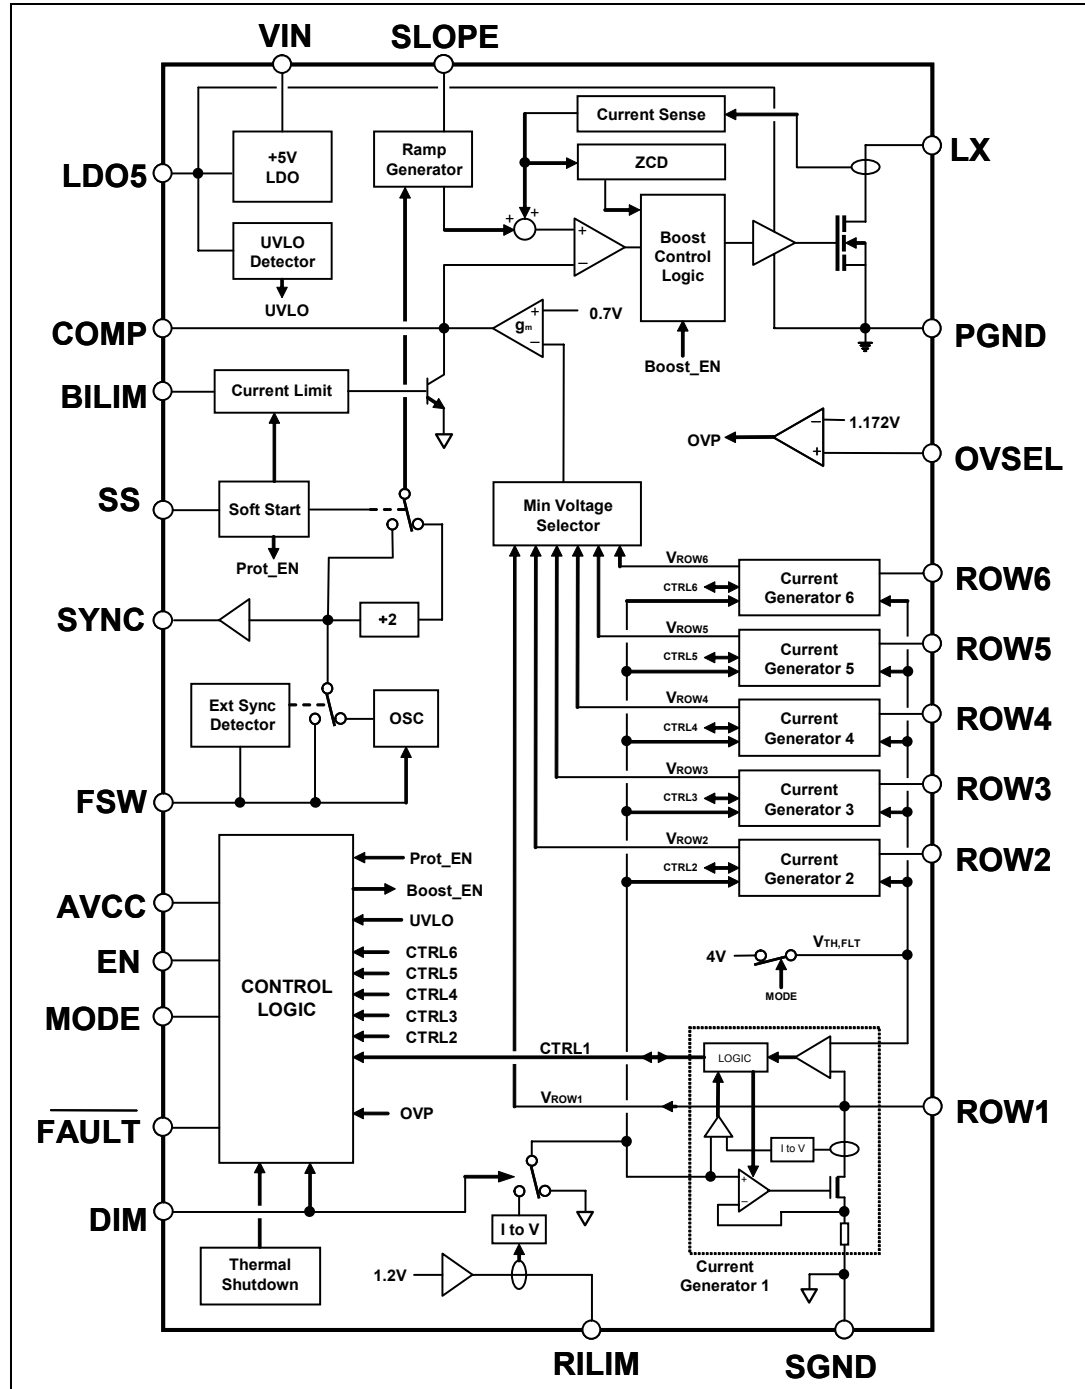 VIN
SLOPE
LDO5
+5V
LDO
Ramp
Generator
Current Sense
ZCD
LX
UVLO
Detector
UVLO
+
+
+
−
Boost
Control
Logic
COMP
gm
+
−
0.7V
Boost_EN
PGND
BILIM
Current Limit
OVP
−
+
1.172V
OVSEL
SS
Soft Start
Prot_EN
Min Voltage
Selector
SYNC
+2
VROW6
CTRL6
Current
Generator 6
ROW6
VROW5
CTRL5
Current
Generator 5
ROW5
Ext Sync
Detector
OSC
VROW4
CTRL4
Current
Generator 4
ROW4
FSW
VROW3
CTRL3
Current
Generator 3
ROW3
VROW2
CTRL2
Current
Generator 2
ROW2
AVCC
EN
MODE
FAULT
CONTROL
LOGIC
Prot_EN
Boost_EN
UVLO
CTRL6
CTRL5
CTRL4
CTRL3
CTRL2
CTRL1
OVP
4V
VTH,FLT
MODE
LOGIC
VROW1
ROW1
I to V
+
−
DIM
Thermal
Shutdown
I to V
1.2V
Current
Generator 1
RILIM
SGND